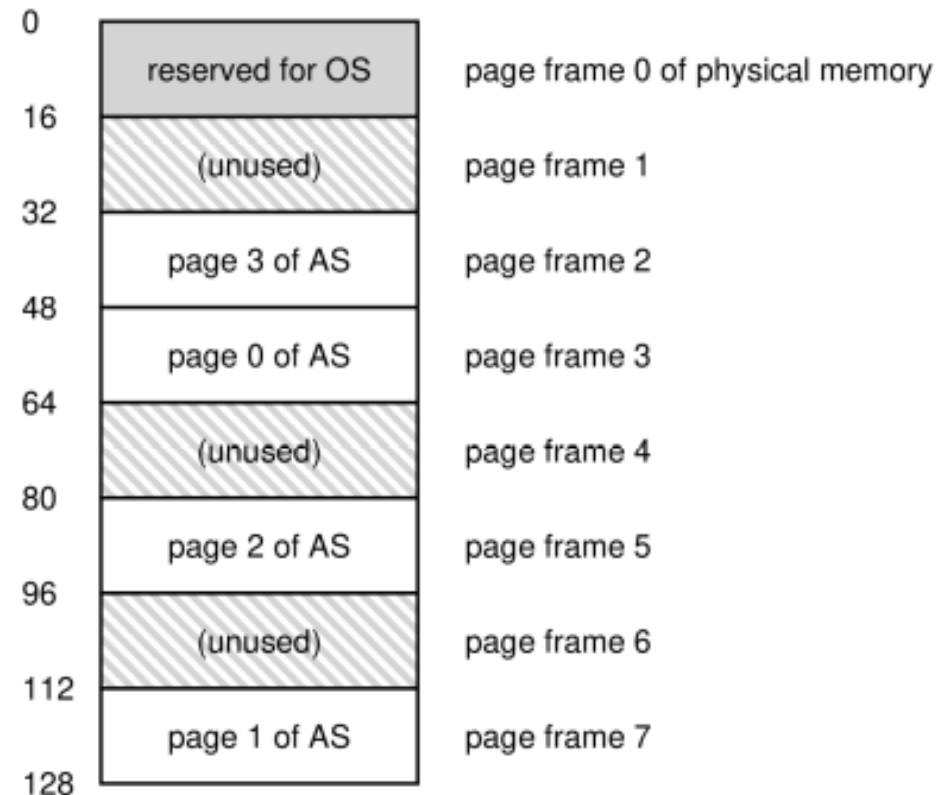 0
reserved for OS page frame 0 of physical memory
16
(unused) page frame 1
32
page 3 of AS page frame 2
48
page 0 of AS page frame 3
64
(unused) page frame 4
80
page 2 of AS page frame 5
96
(unused) page frame 6
112
page 1 of AS page frame 7
128